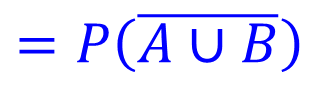 = P(\overline{A ∪ B})